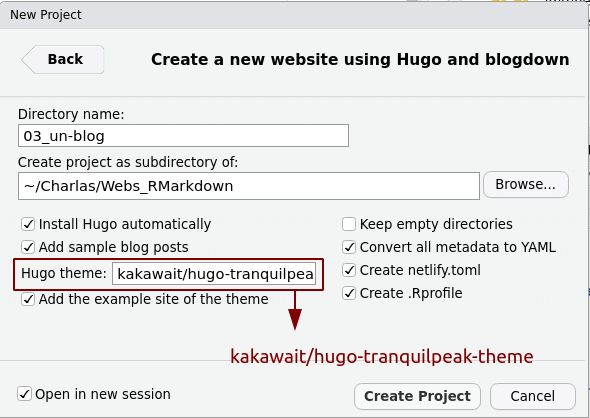 New Project
Back
Create a new website using Hugo and blogdown
Directory name:
03_un-blog
Create project as subdirectory of:
~/Charlas/Webs_RMarkdown
Browse...
Install Hugo automatically
Keep empty directories
Add sample blog posts
Convert all metadata to YAML
Hugo theme: kakawait/hugo-tranquilpea
Create netlify.toml
Add the example site of the theme
Create .Rprofile
kakawait/hugo-tranquilpeak-theme
Open in new session
Create Project
Cancel